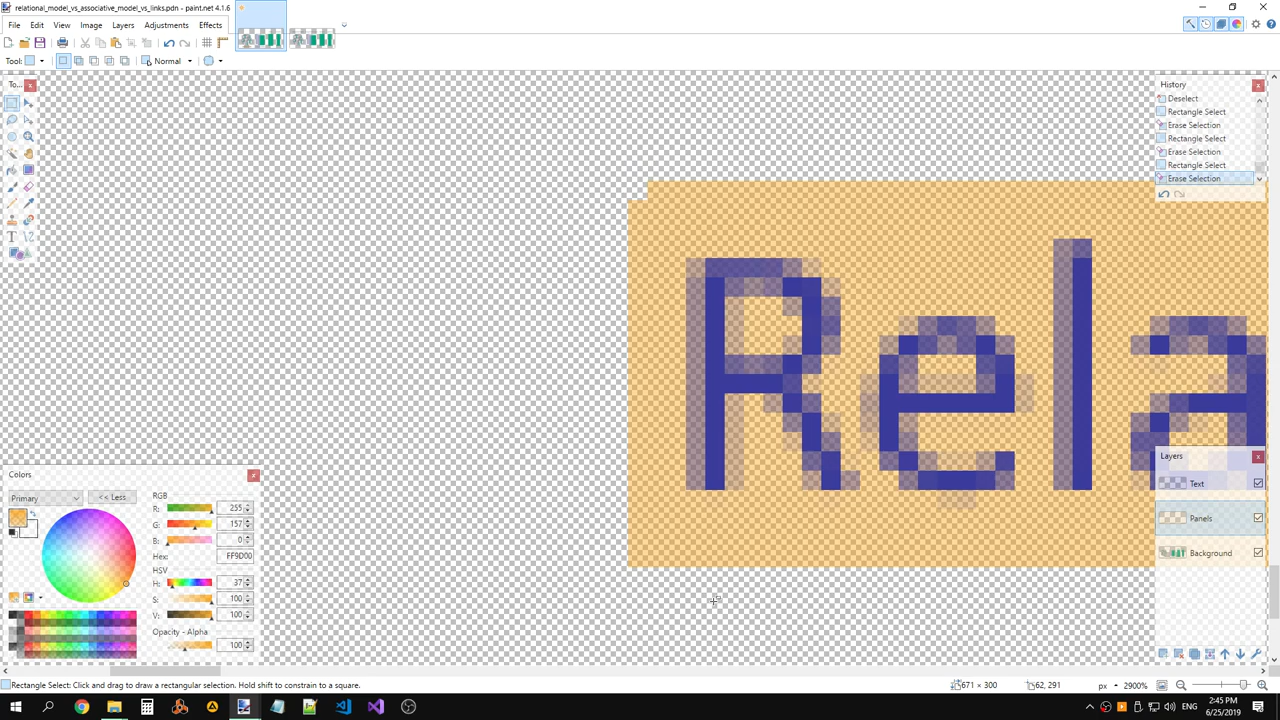 relational_model_vs_associative_model_vs_links.pdn - paint.net 4.1.6
File Edit View Image Layers Adjustments Effects
Tool: Normal
To...
History
Deselect
Rectangle Select
Erase Selection
Rectangle Select
Erase Selection
Rectangle Select
Erase Selection
Rela
Colors
Primary << Less
RGB
R: 255
G: 157
B: 0
Hex: FF9D00
HSV
H: 37
S: 100
V: 100
Opacity - Alpha
100
Layers
Text
Panels
Background
Rectangle Select: Click and drag to draw a rectangular selection. Hold shift to constrain to a square.
671 × 300
62, 291
px
2900%
ENG
2:45 PM
6/25/2019